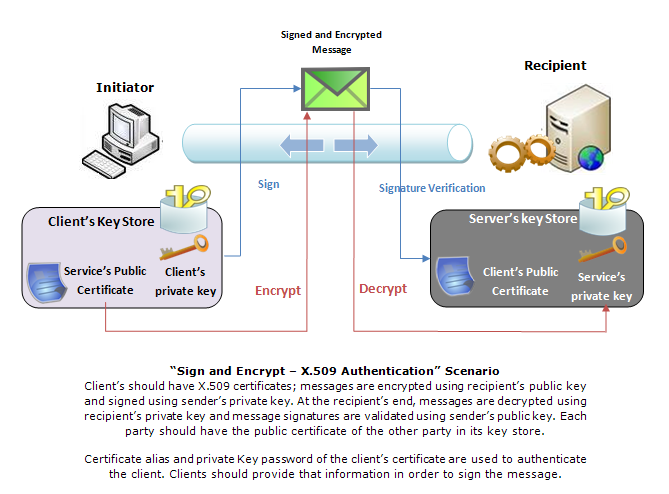 Signed and Encrypted
Message
Initiator
Recipient
Sign
Signature Verification
Client's Key Store
Service's Public
Certificate
Client's
private key
Encrypt
Decrypt
Server's key Store
Client's Public
Certificate
Service's
private key
“Sign and Encrypt – X.509 Authentication” Scenario
Client's should have X.509 certificates; messages are encrypted using recipient's public key
and signed using sender's private key. At the recipient's end, messages are decrypted using
recipient's private key and message signatures are validated using sender's public key. Each
party should have the public certificate of the other party in its key store.
Certificate alias and private Key password of the client's certificate are used to authenticate
the client. Clients should provide that information in order to sign the message.